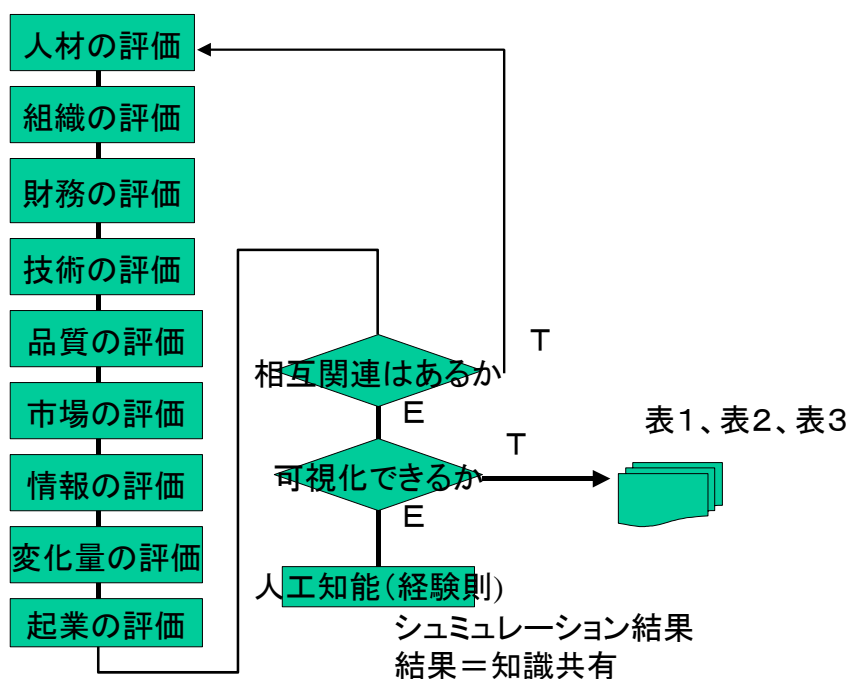 人材の評価
組織の評価
財務の評価
技術の評価
品質の評価
市場の評価
情報の評価
変化量の評価
起業の評価
相互関連はあるか
T
E
可視化できるか
T
E
表１、表２、表３
人工知能(経験則)
シュミュレーション結果
結果＝知識共有